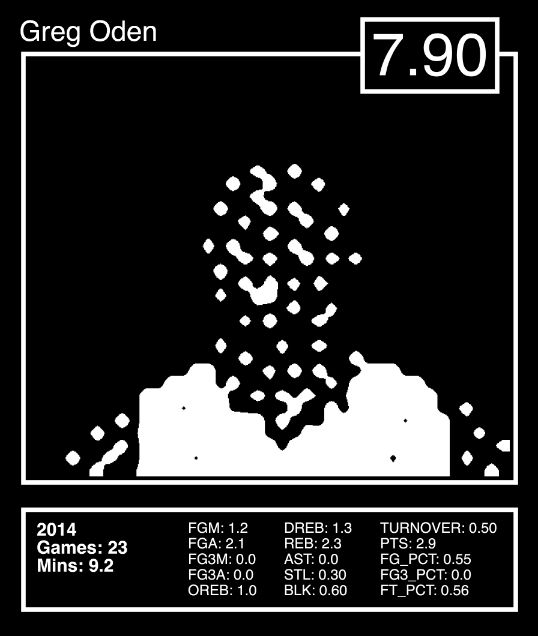 Greg Oden
7.90
2014
Games: 23
Mins: 9.2
FGM: 1.2
FGA: 2.1
FG3M: 0.0
FG3A: 0.0
OREB: 1.0
DREB: 1.3
REB: 2.3
AST: 0.0
STL: 0.30
BLK: 0.60
TURNOVER: 0.50
PTS: 2.9
FG_PCT: 0.55
FG3_PCT: 0.0
FT_PCT: 0.56